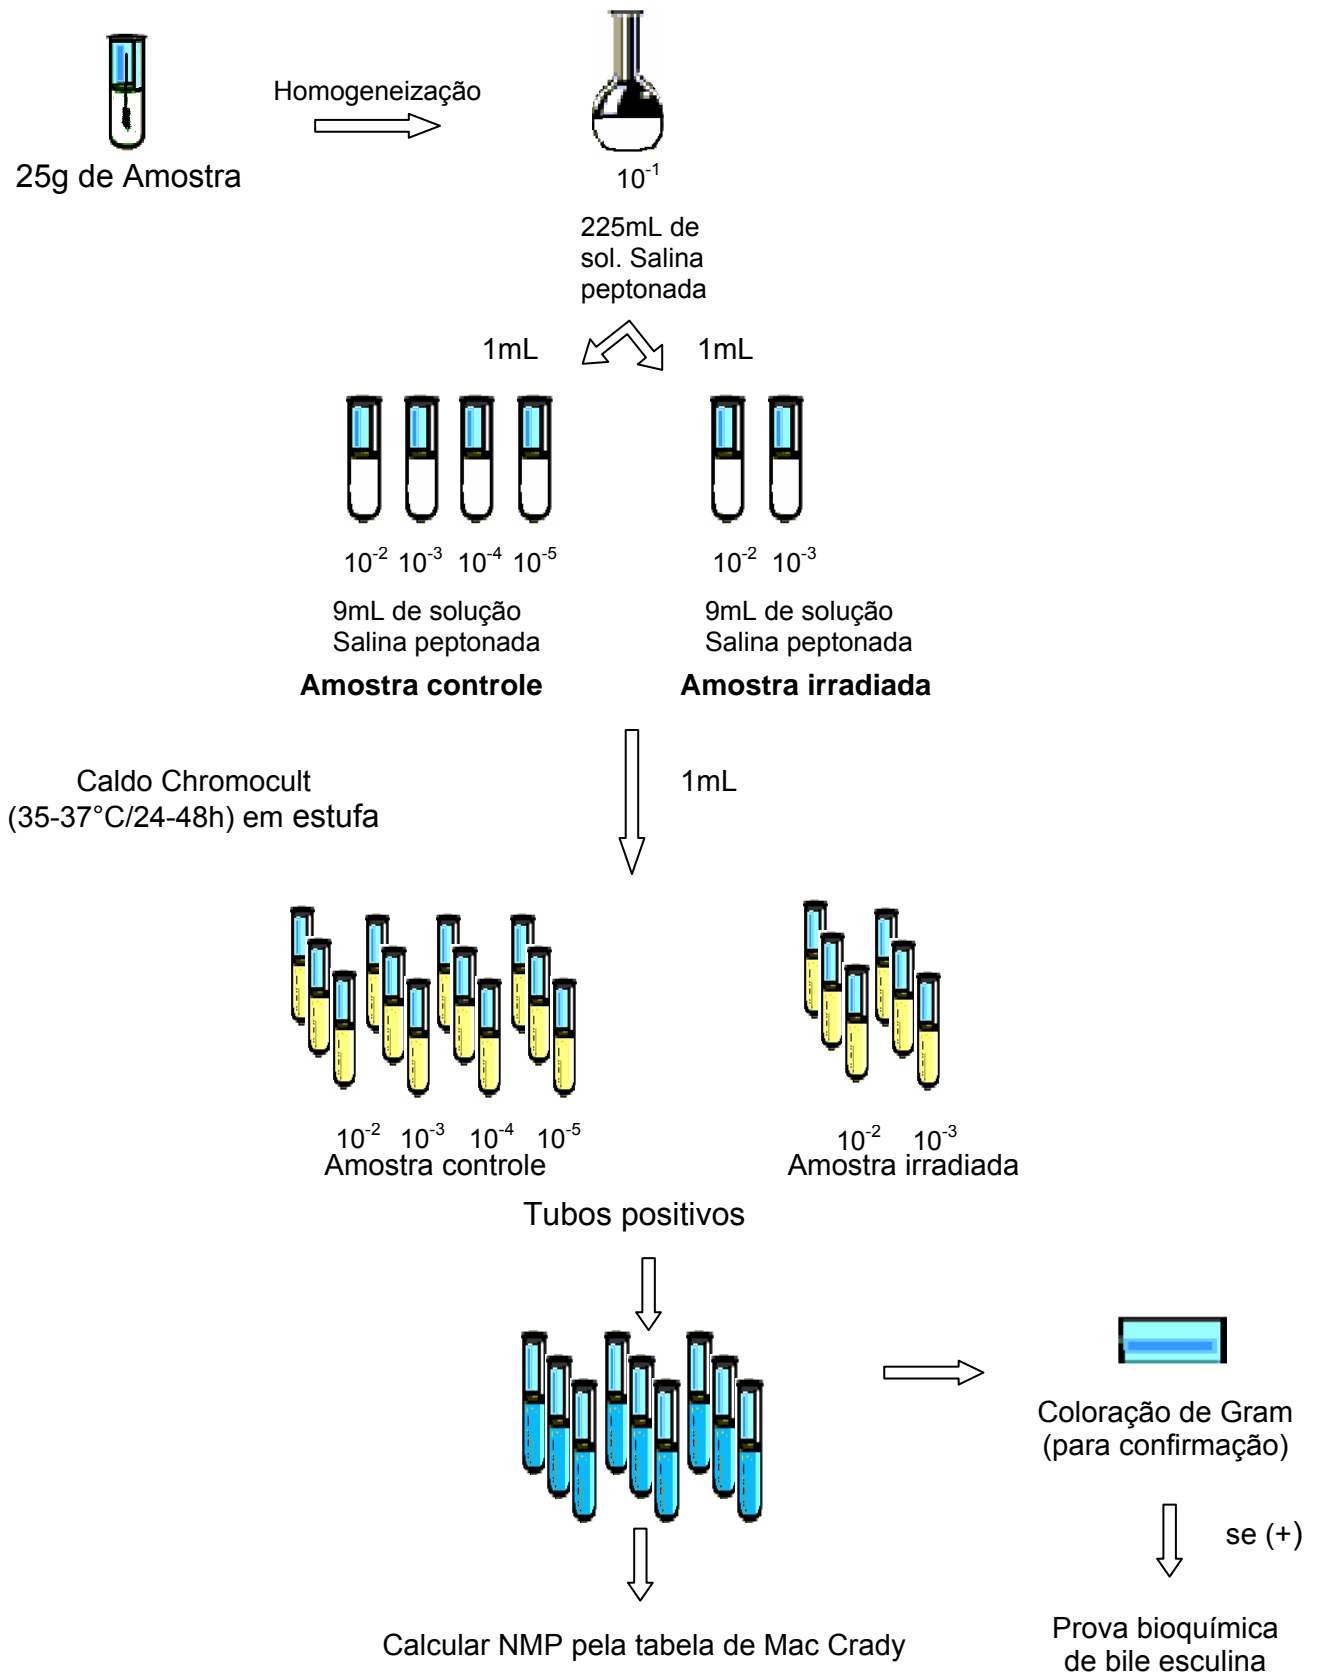 Homogeneização
25g de Amostra
10⁻¹
225mL de
sol. Salina
peptonada
1mL 1mL
10⁻² 10⁻³ 10⁻⁴ 10⁻⁵
10⁻² 10⁻³
9mL de solução
Salina peptonada
9mL de solução
Salina peptonada
Amostra controle
Amostra irradiada
Caldo Chromocult
(35-37°C/24-48h) em estufa
1mL
10⁻² 10⁻³ 10⁻⁴ 10⁻⁵
Amostra controle
10⁻² 10⁻³
Amostra irradiada
Tubos positivos
Coloração de Gram
(para confirmação)
se (+)
Calcular NMP pela tabela de Mac Crady
Prova bioquímica
de bile esculina